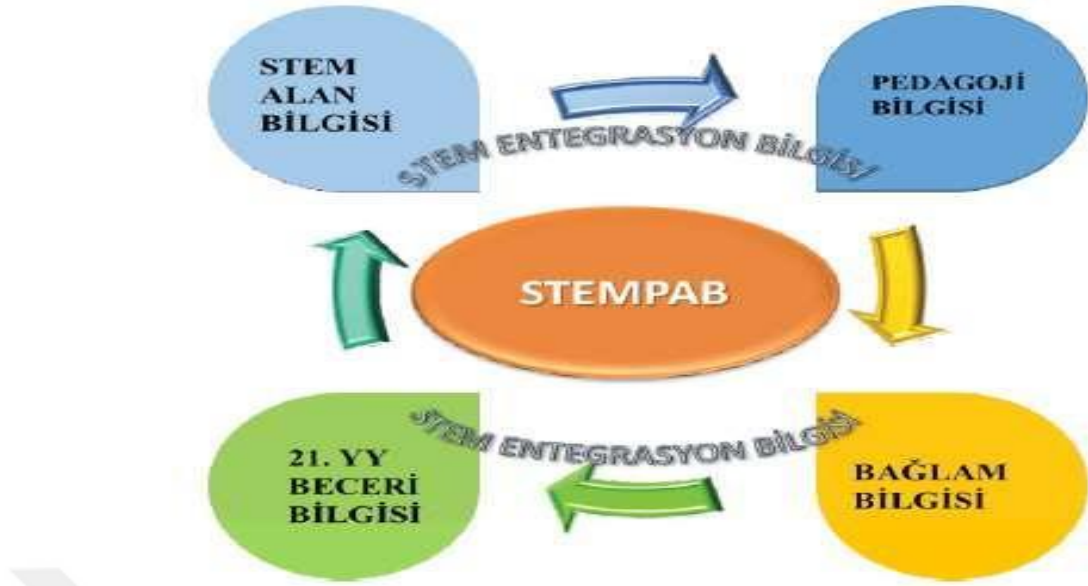 STEM
ALAN
BİLGİSİ
PEDAGOJİ
BİLGİSİ
STEM ENTEGRASYON BİLGİSİ
STEMPAB
STEM ENTEGRASYON BİLGİSİ
21. YY
BECERİ
BİLGİSİ
BAĞLAM
BİLGİSİ